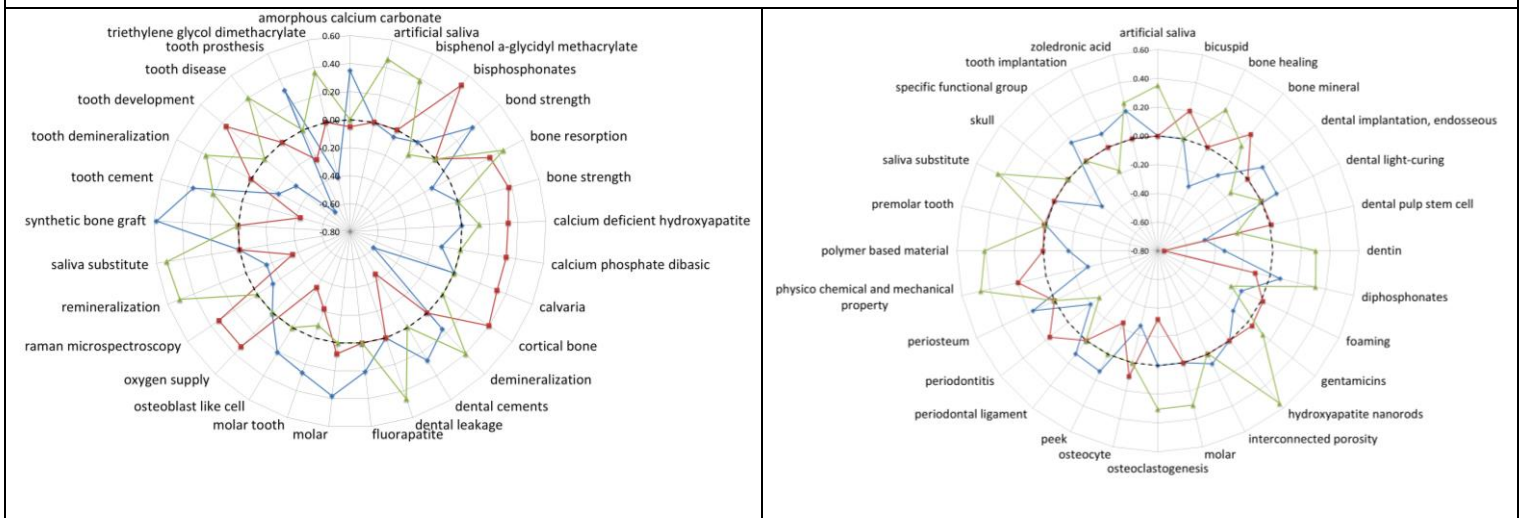 amorphous calcium carbonate
triethylene glycol dimethacrylate
artificial saliva
tooth prosthesis
bisphenol a-glycidyl methacrylate
tooth disease
bisphosphonates
tooth development
bond strength
tooth demineralization
bone resorption
tooth cement
bone strength
synthetic bone graft
calcium deficient hydroxyapatite
saliva substitute
calcium phosphate dibasic
remineralization
calvaria
raman microspectroscopy
cortical bone
oxygen supply
demineralization
osteoblast like cell
dental cements
molar tooth
dental leakage
molar
fluorapatite
0.60
0.40
0.20
0.00
-0.20
-0.40
-0.60
-0.80
artificial saliva
zoledronic acid
bicuspid
tooth implantation
bone healing
specific functional group
bone mineral
skull
dental implantation, endosseous
saliva substitute
dental light-curing
premolar tooth
dental pulp stem cell
polymer based material
dentin
physico chemical and mechanical
property
diphosphonates
periosteum
foaming
periodontitis
gentamicins
periodontal ligament
hydroxyapatite nanorods
peek
interconnected porosity
osteocyte
molar
osteoclastogenesis
0.60
0.40
0.20
0.00
-0.20
-0.40
-0.60
-0.80